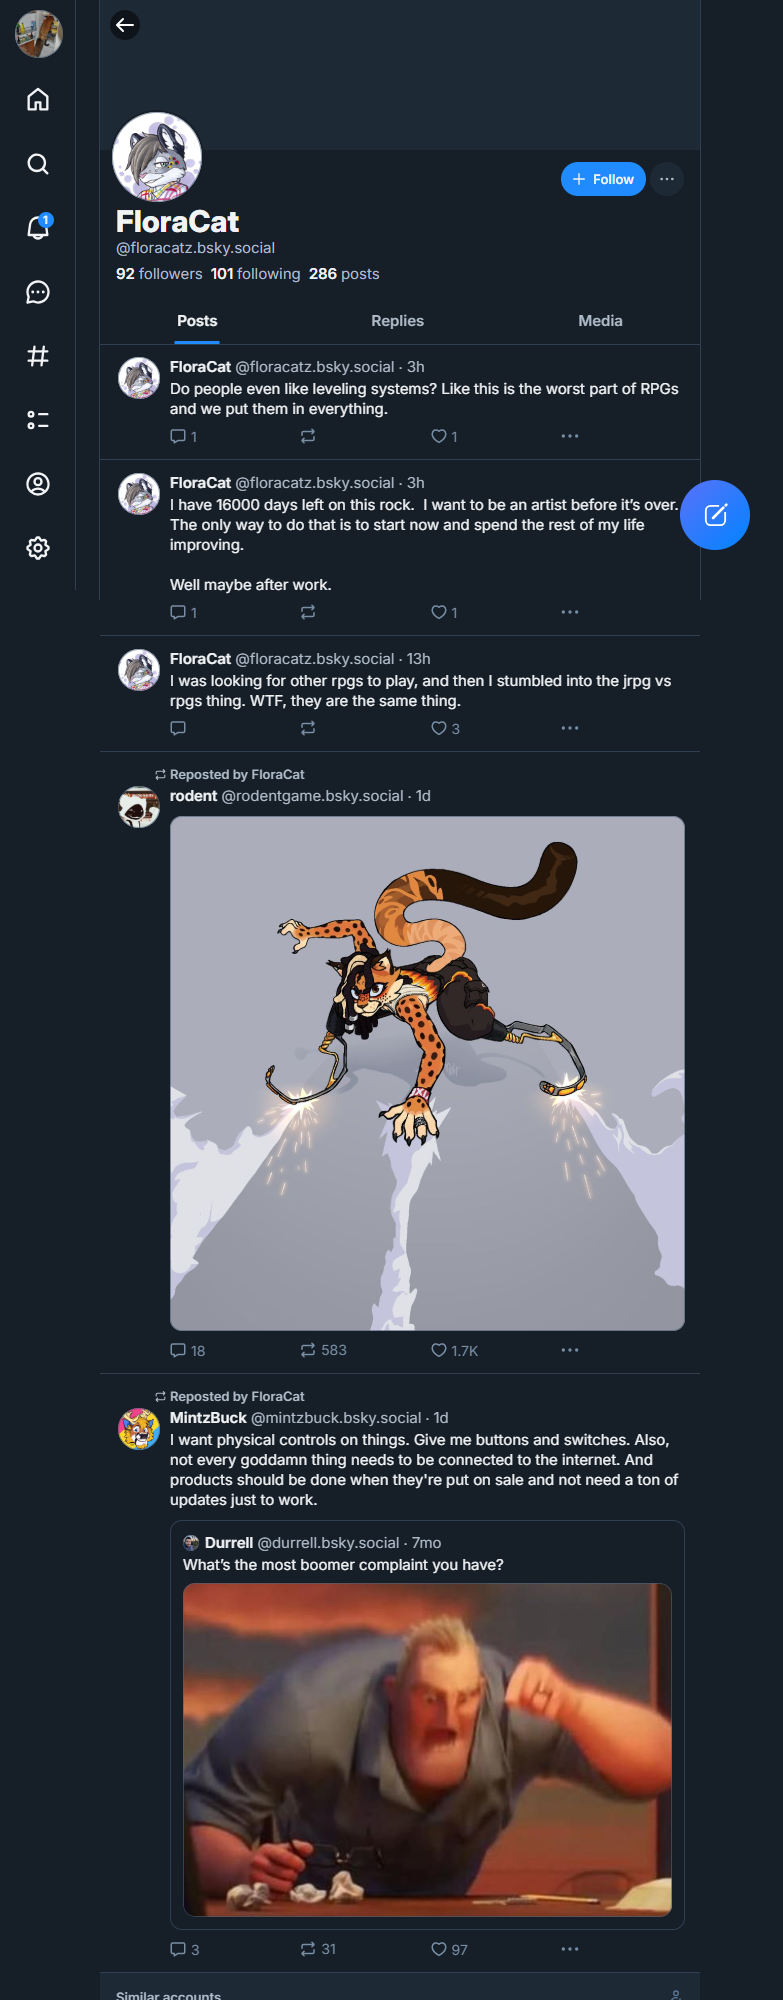 1
Follow
FloraCat
@floracatz.bsky.social
92 followers 101 following 286 posts
Posts Replies Media
FloraCat @floracatz.bsky.social · 3h
Do people even like leveling systems? Like this is the worst part of RPGs
and we put them in everything.
1 1
FloraCat @floracatz.bsky.social · 3h
I have 16000 days left on this rock.  I want to be an artist before it’s over.
The only way to do that is to start now and spend the rest of my life
improving.
Well maybe after work.
1 1
FloraCat @floracatz.bsky.social · 13h
I was looking for other rpgs to play, and then I stumbled into the jrpg vs
rpgs thing. WTF, they are the same thing.
3
Reposted by FloraCat
rodent @rodentgame.bsky.social · 1d
18 583 1.7K
Reposted by FloraCat
MintzBuck @mintzbuck.bsky.social · 1d
I want physical controls on things. Give me buttons and switches. Also,
not every goddamn thing needs to be connected to the internet. And
products should be done when they're put on sale and not need a ton of
updates just to work.
Durrell @durrell.bsky.social · 7mo
What’s the most boomer complaint you have?
3 31 97
Similar accounts